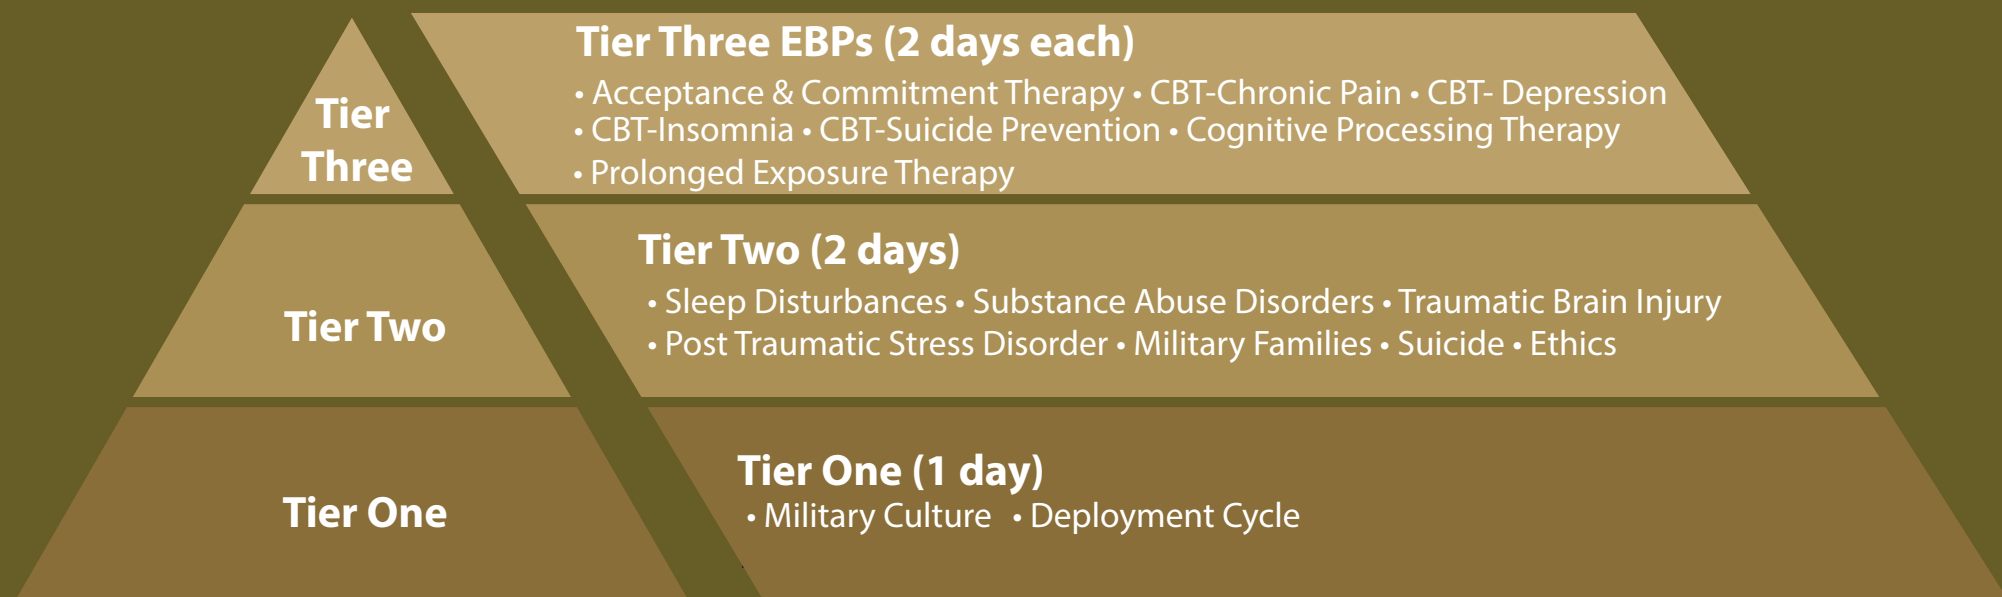 Tier
Three
Tier Three EBPs (2 days each)
• Acceptance & Commitment Therapy • CBT-Chronic Pain • CBT- Depression
• CBT-Insomnia • CBT-Suicide Prevention • Cognitive Processing Therapy
• Prolonged Exposure Therapy
Tier Two
Tier Two (2 days)
• Sleep Disturbances • Substance Abuse Disorders • Traumatic Brain Injury
• Post Traumatic Stress Disorder • Military Families • Suicide • Ethics
Tier One
Tier One (1 day)
• Military Culture • Deployment Cycle